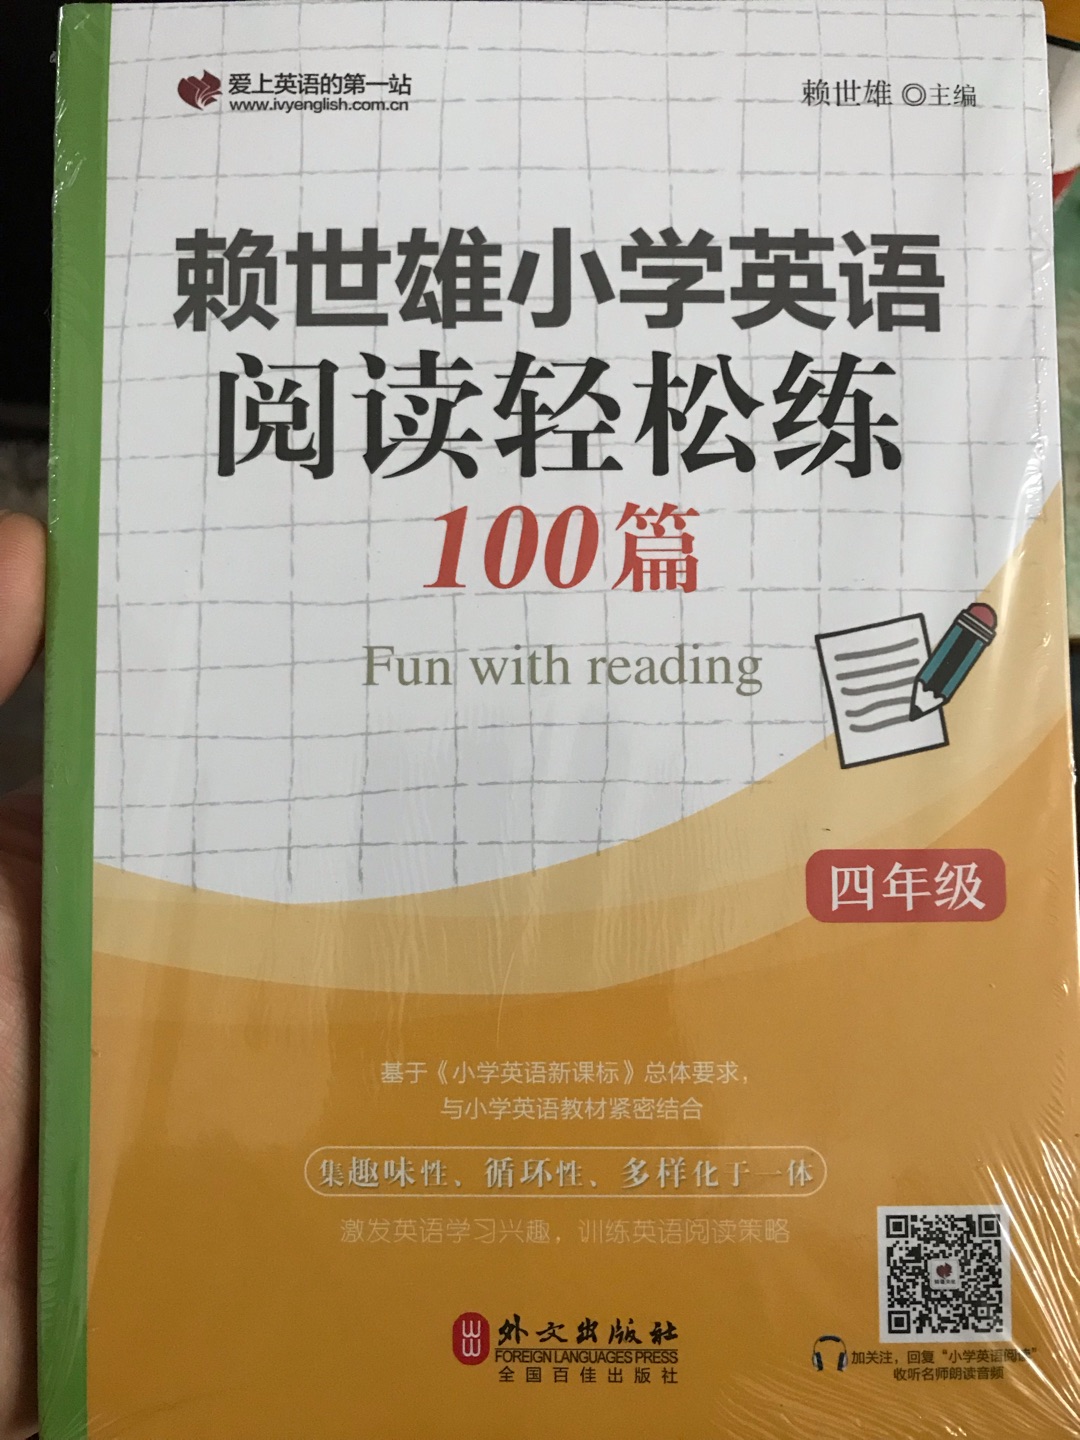 爱上英语的第一站
www.ivyenglish.com.cn
赖世雄 ◎主编
赖世雄小学英语
阅读轻松练
100篇
Fun with reading
四年级
基于《小学英语新课标》总体要求，
与小学英语教材紧密结合
集趣味性、循环性、多样化于一体
激发英语学习兴趣，训练英语阅读策略
外文出版社
FOREIGN LANGUAGES PRESS
全国百佳出版社
加关注，回复“小学英语阅读”
收听名师朗读音频